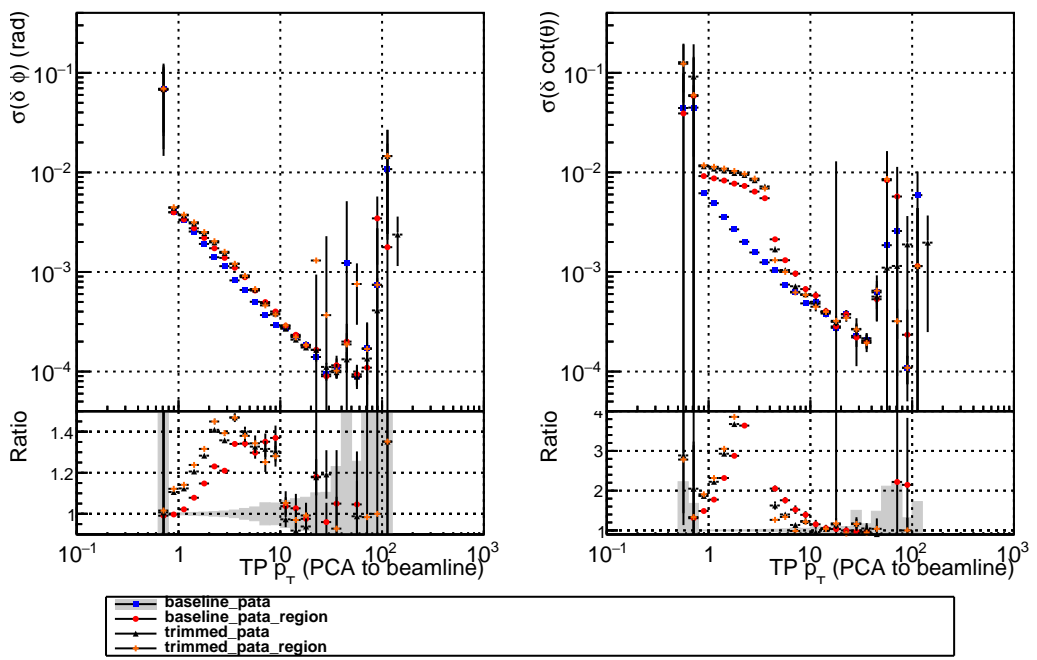 σ(δ φ) (rad)
10⁻¹
10⁻²
10⁻³
10⁻⁴
Ratio
1.4
1.2
1
10⁻¹ 1 10 10² 10³
TP p_T (PCA to beamline)
σ(δ cot(θ))
10⁻¹
10⁻²
10⁻³
10⁻⁴
Ratio
4
3
2
1
10⁻¹ 1 10 10² 10³
TP p_T (PCA to beamline)
baseline_pata
baseline_pata_region
trimmed_pata
trimmed_pata_region